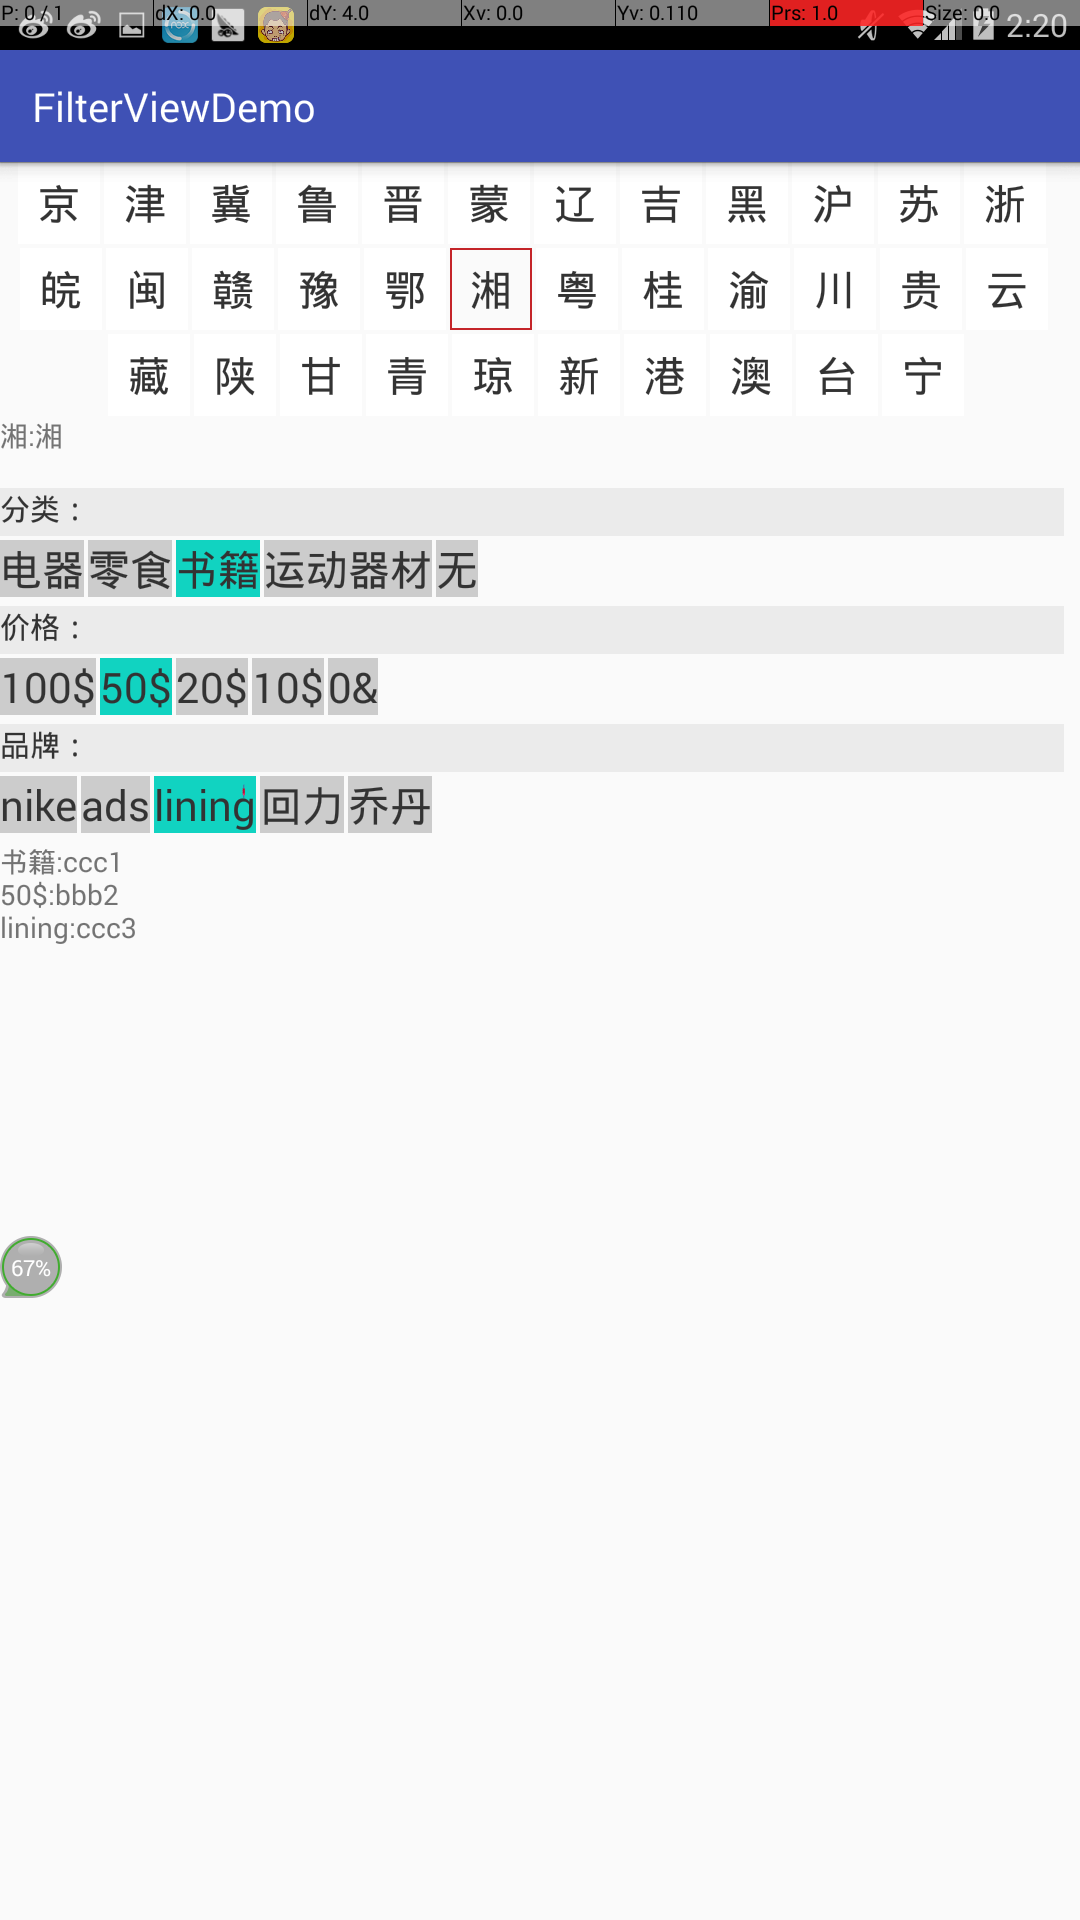 P: 0 / 1 dX: 0.0 dY: 4.0 Xv: 0.0 Yv: 0.110 Prs: 1.0 Size: 0.0
2:20
FilterViewDemo
京 津 冀 鲁 晋 蒙 辽 吉 黑 沪 苏 浙
皖 闽 赣 豫 鄂 湘 粤 桂 渝 川 贵 云
藏 陕 甘 青 琼 新 港 澳 台 宁
湘:湘
分类：
电器 零食 书籍 运动器材 无
价格：
100$ 50$ 20$ 10$ 0&
品牌：
nike ads lining 回力 乔丹
书籍:ccc1
50$:bbb2
lining:ccc3
67%